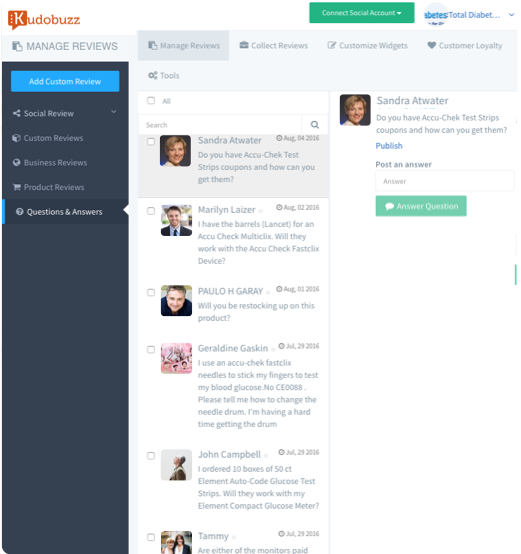 Kudobuzz
Connect Social Account
abetes!Total Diabet...
MANAGE REVIEWS
Manage Reviews
Collect Reviews
Customize Widgets
Customer Loyalty
Tools
Add Custom Review
Social Review
Custom Reviews
Business Reviews
Product Reviews
Questions & Answers
All
Search
Sandra Atwater
Aug, 04 2016
Do you have Accu-Chek Test
Strips coupons and how can you
get them?
Marilyn Laizer
Aug, 02 2016
I have the barrels (Lancet) for an
Accu Check Multiclix. Will they
work with the Accu Check Fastclix
Device?
PAULO H GARAY
Aug, 01 2016
Will you be restocking up on this
product?
Geraldine Gaskin
Jul, 29 2016
I use an accu-chek fastclix
needles to stick my fingers to test
my blood glucose.No CE0088 .
Please tell me how to change the
needle drum. I'm having a hard
time getting the drum
John Campbell
Jul, 29 2016
I ordered 10 boxes of 50 ct
Element Auto-Code Glucose Test
Strips. Will they work with my
Element Compact Glucose Meter?
Tammy
Jul, 29 2016
Are either of the monitors paid
Sandra Atwater
Do you have Accu-Chek Test Strips
coupons and how can you get them?
Publish
Post an answer
Answer
Answer Question